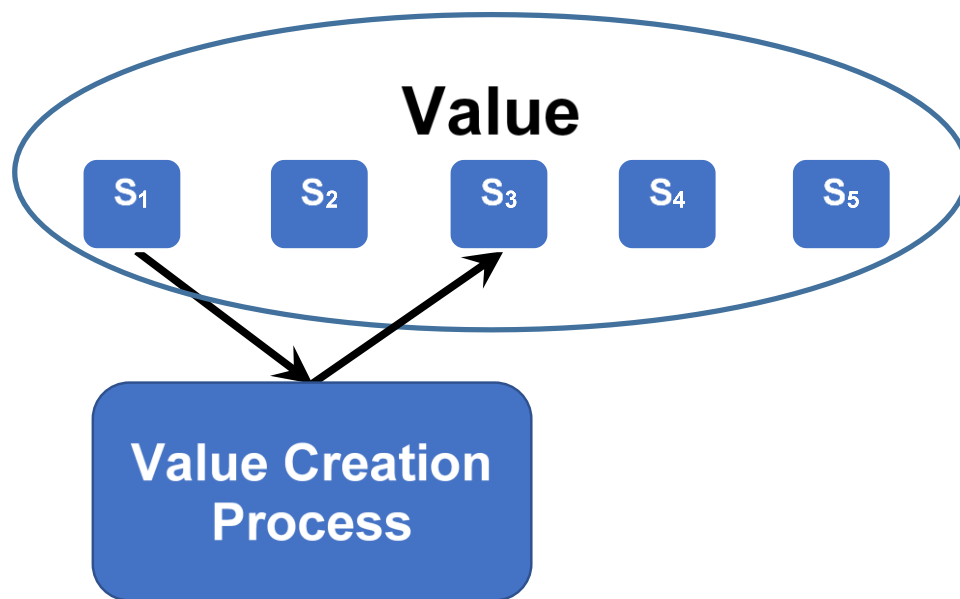 Value
S₁ S₂ S₃ S₄ S₅
Value Creation
Process